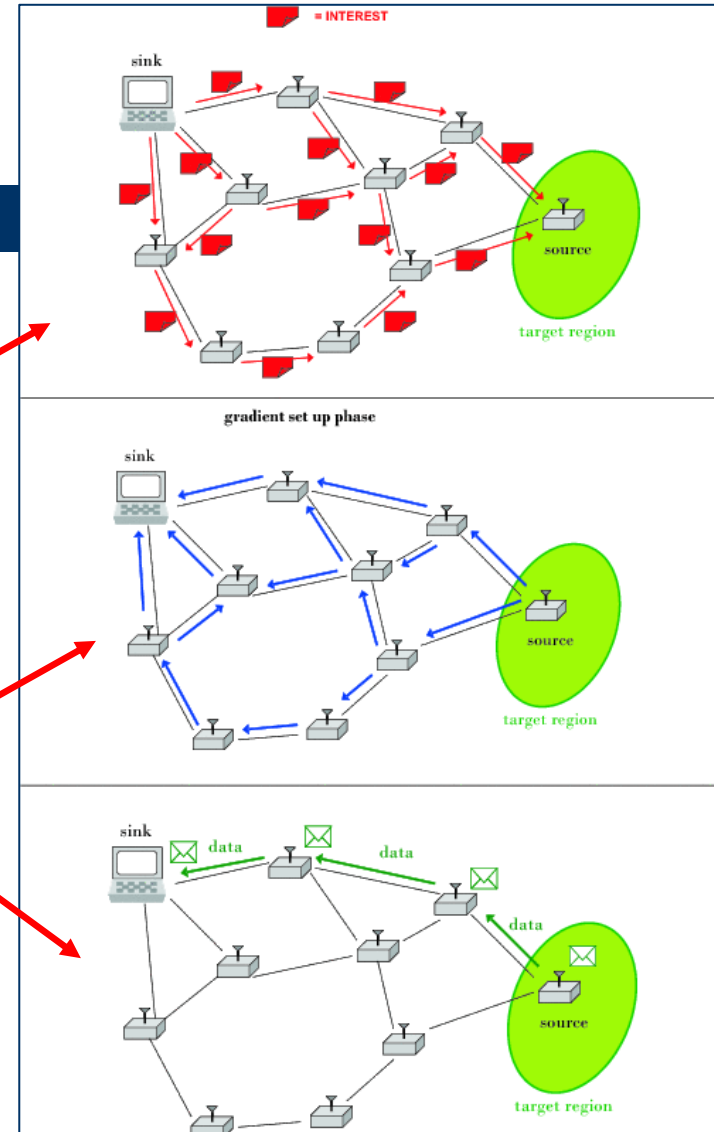 = INTEREST
sink
source
target region
gradient set up phase
sink
source
target region
sink
data
data
data
source
target region